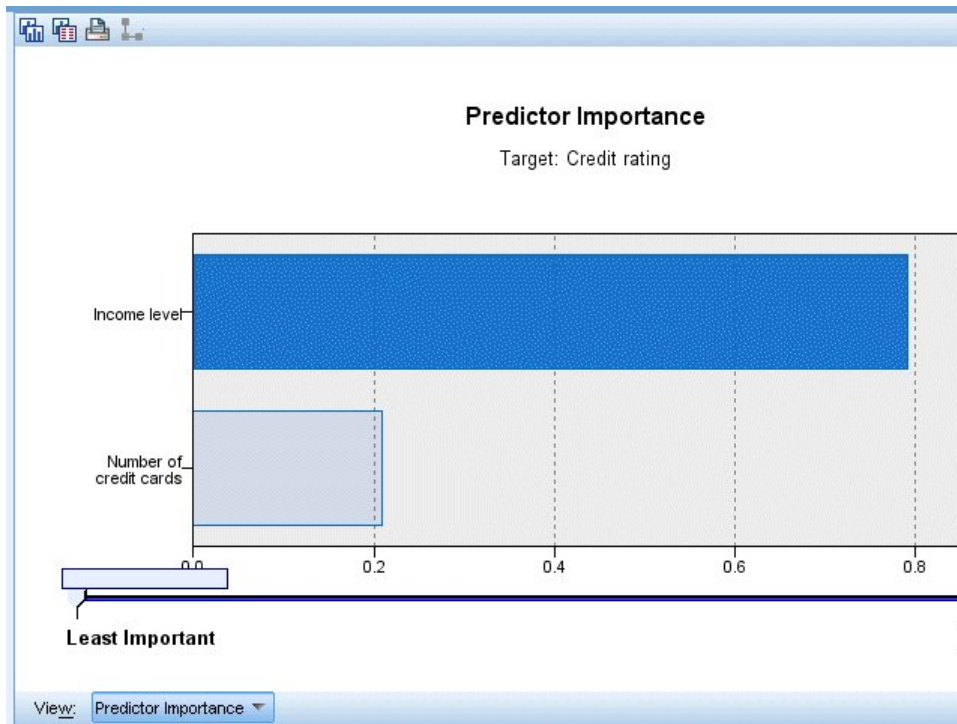 Predictor Importance
Target: Credit rating
Income level
Number of
credit cards
0.0 0.2 0.4 0.6 0.8
Least Important
View: Predictor Importance